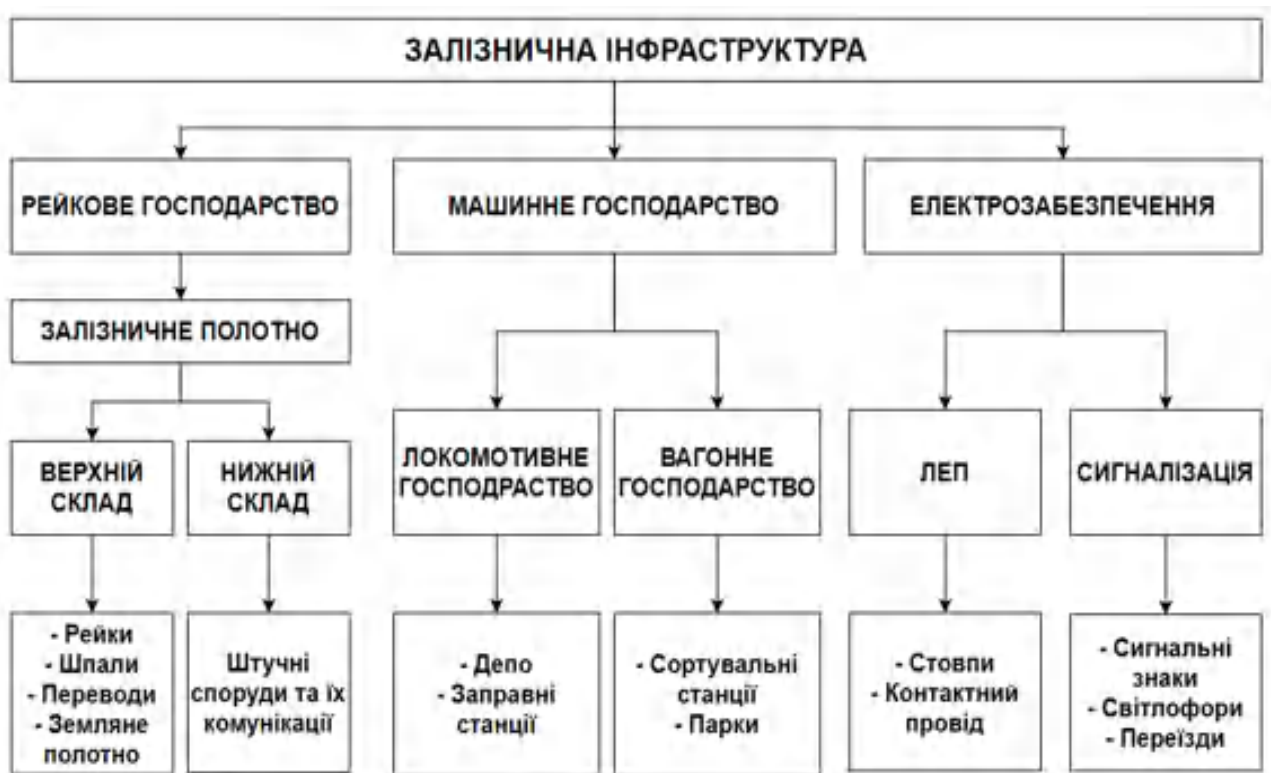 ЗАЛІЗНИЧНА ІНФРАСТРУКТУРА
РЕЙКОВЕ ГОСПОДАРСТВО
МАШИННЕ ГОСПОДАРСТВО
ЕЛЕКТРОЗАБЕЗПЕЧЕННЯ
ЗАЛІЗНИЧНЕ ПОЛОТНО
ВЕРХНІЙ
СКЛАД
НИЖНІЙ
СКЛАД
ЛОКОМОТИВНЕ
ГОСПОДРАСТВО
ВАГОННЕ
ГОСПОДАРСТВО
ЛЕП
СИГНАЛІЗАЦІЯ
- Рейки
- Шпали
- Переводи
- Земляне
полотно
Штучні
споруди та їх
комунікації
- Депо
- Заправні
станції
- Сортувальні
станції
- Парки
- Стовпи
- Контактний
провід
- Сигнальні
знаки
- Світлофори
- Переїзди